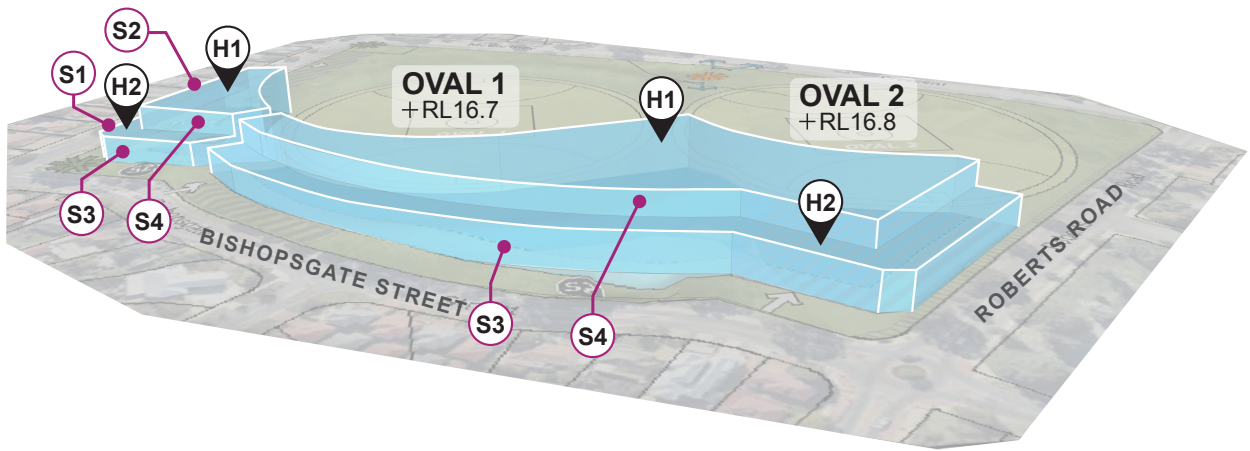 S2
H1
S1
H2
OVAL 1
+RL16.7
H1
OVAL 2
+RL16.8
S3
S4
H2
BISHOPSGATE STREET
ROBERTS ROAD
S3
S4